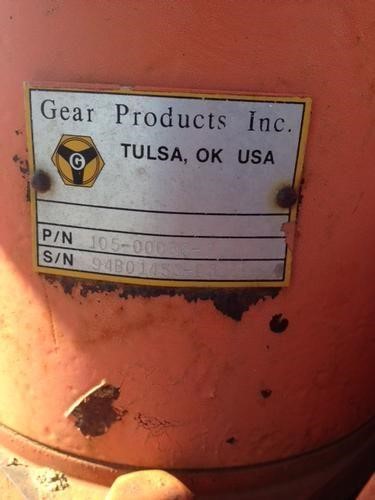 Gear Products Inc.
G
TULSA, OK USA
P/N
S/N